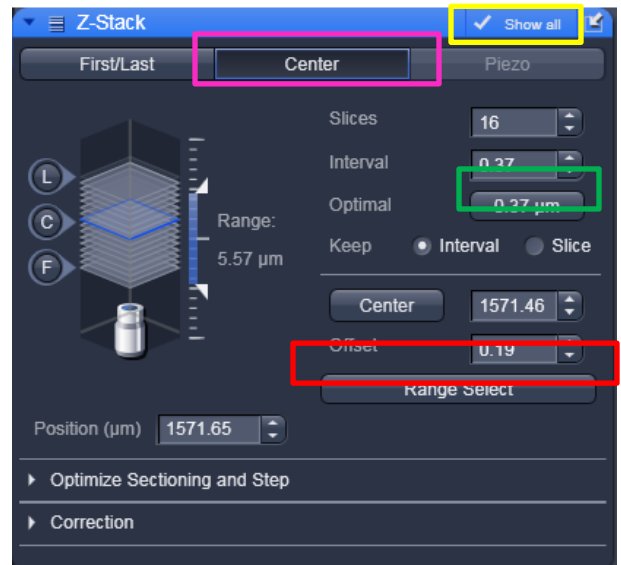 Z-Stack Show all
First/Last Center Piezo
Slices 16
Interval 0.37
L
Optimal 0.37 µm
C Range:
Keep Interval Slice
F 5.57 µm
Center 1571.46
Offset 0.19
Range Select
Position (µm) 1571.65
Optimize Sectioning and Step
Correction